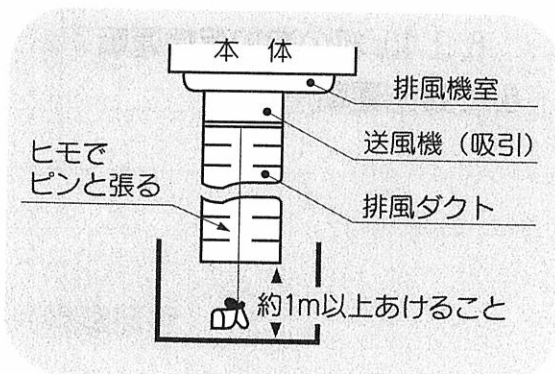 本体
排風機室
送風機（吸引）
ヒモで
ピンと張る
排風ダクト
約1m以上あけること